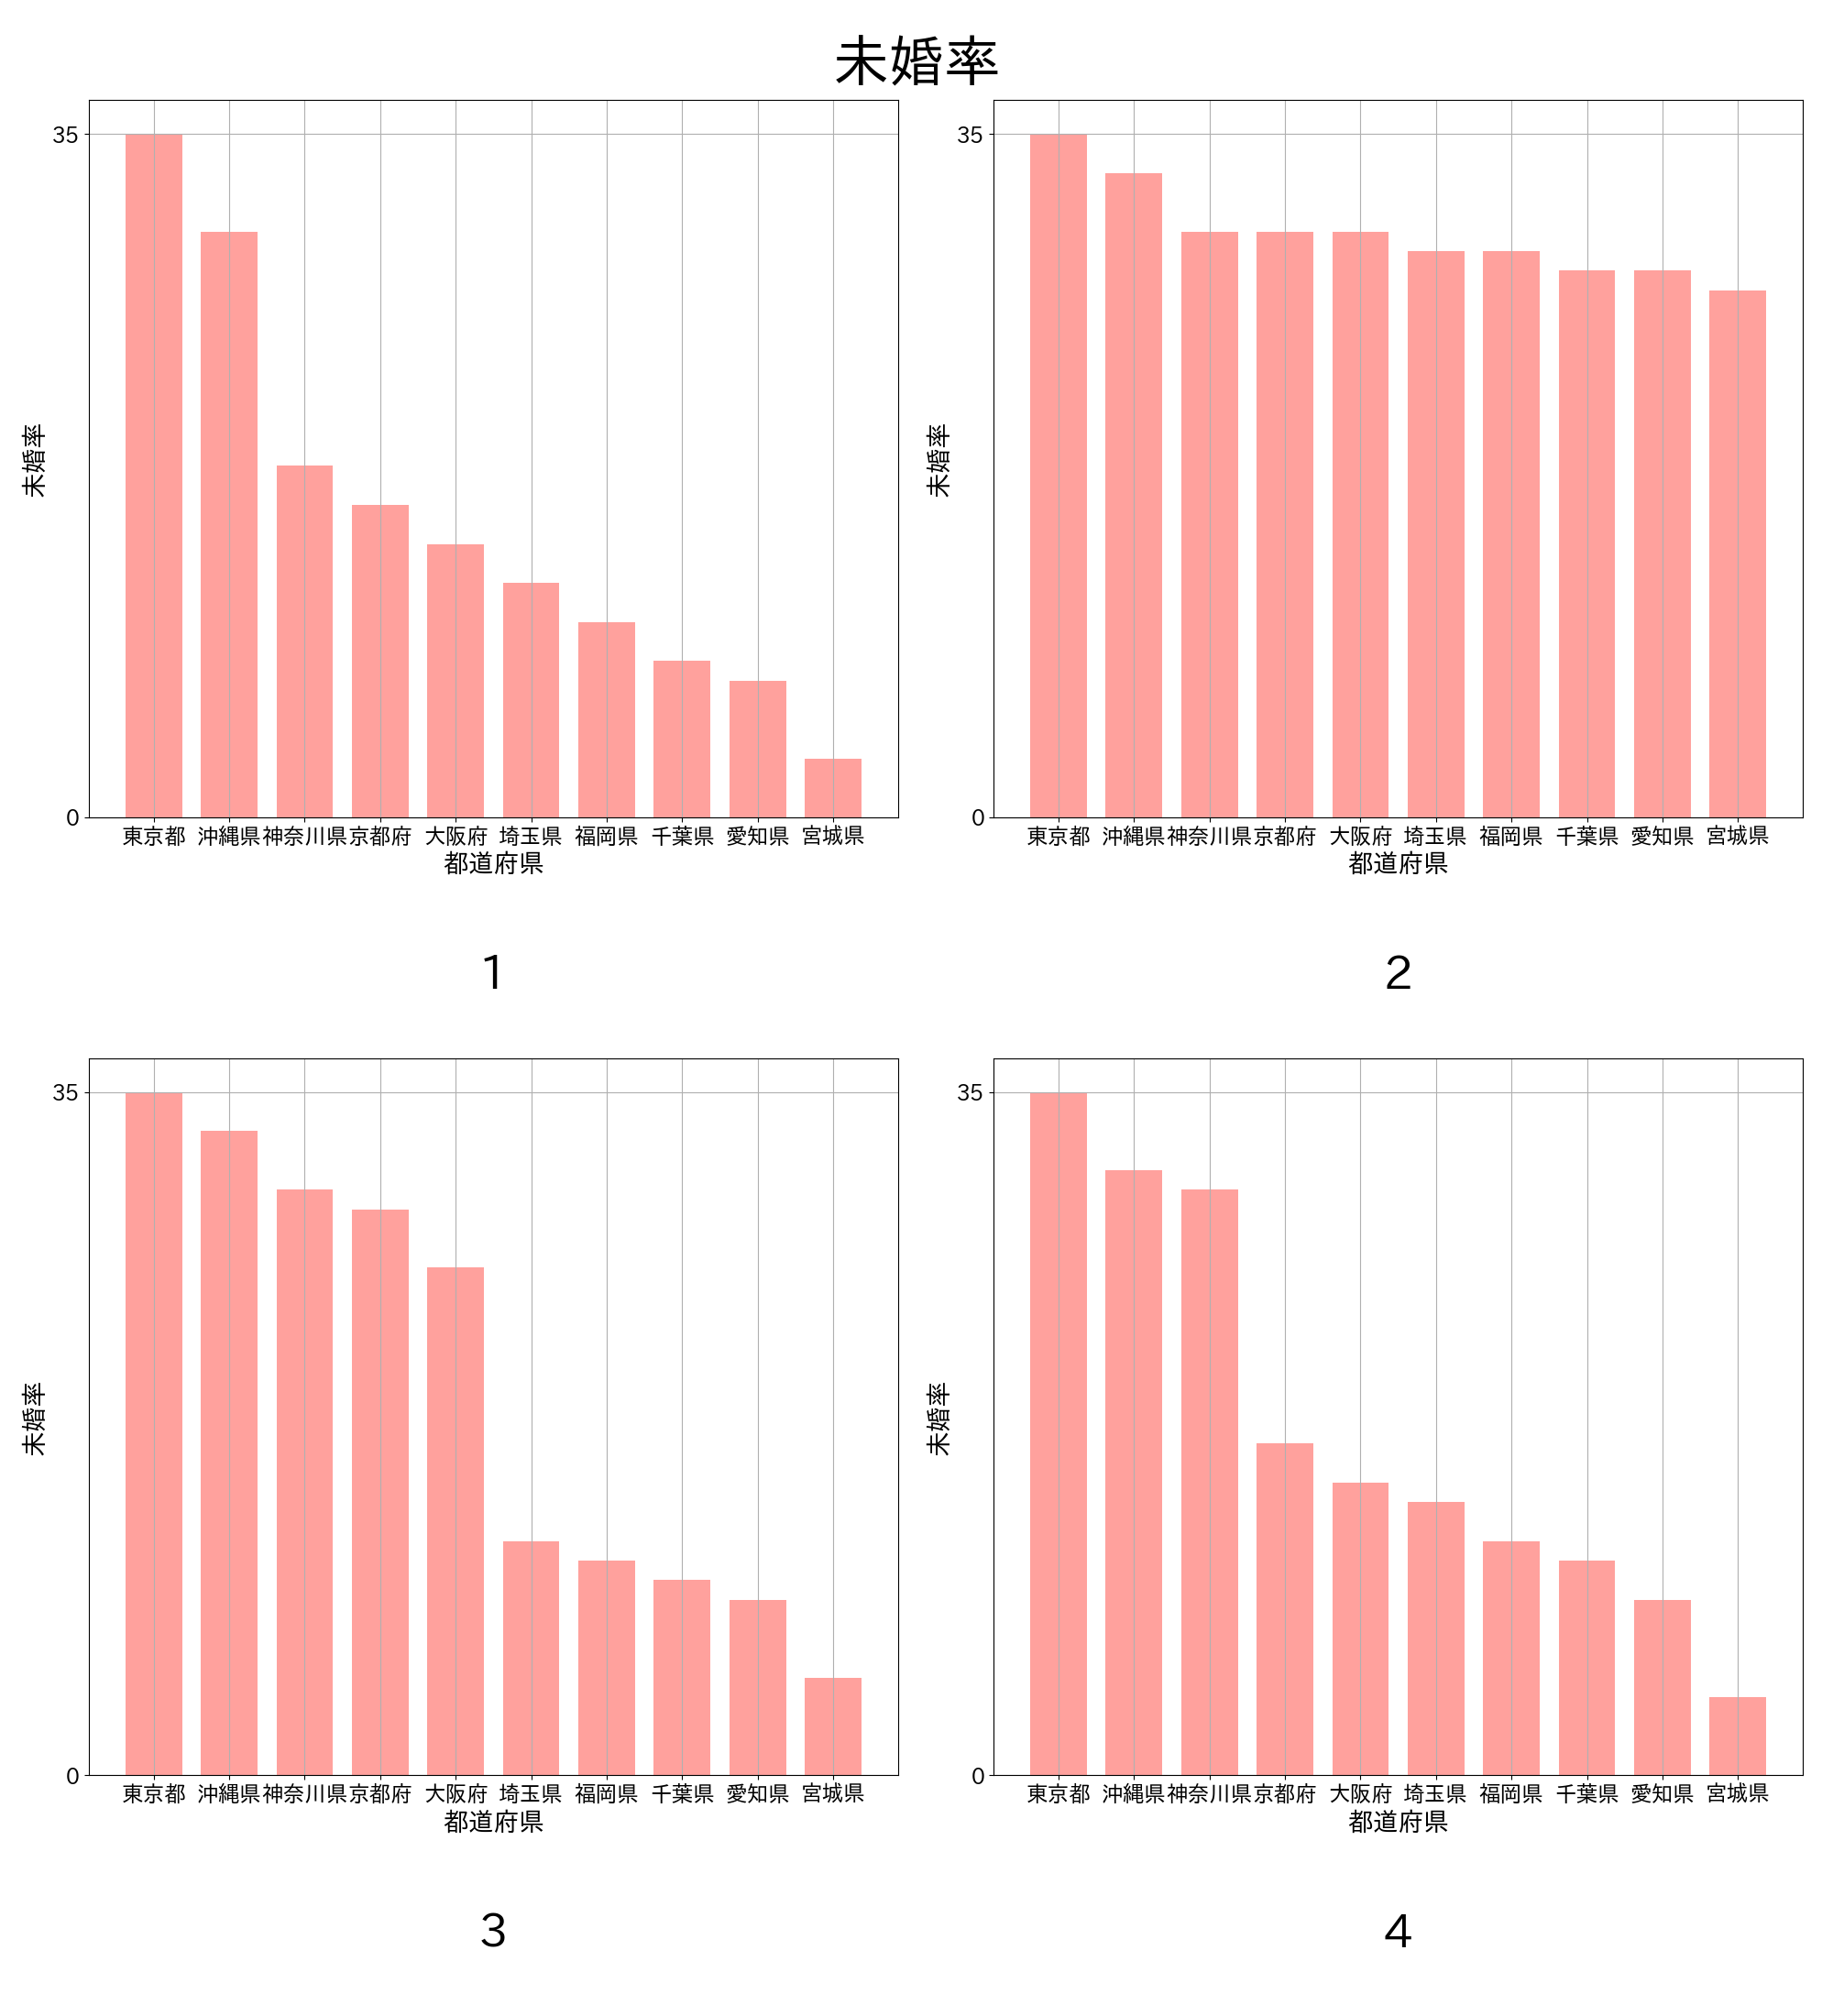 未婚率
35
0
未婚率
東京都 沖縄県 神奈川県 京都府 大阪府 埼玉県 福岡県 千葉県 愛知県 宮城県
都道府県
1
35
0
未婚率
東京都 沖縄県 神奈川県 京都府 大阪府 埼玉県 福岡県 千葉県 愛知県 宮城県
都道府県
2
35
0
未婚率
東京都 沖縄県 神奈川県 京都府 大阪府 埼玉県 福岡県 千葉県 愛知県 宮城県
都道府県
3
35
0
未婚率
東京都 沖縄県 神奈川県 京都府 大阪府 埼玉県 福岡県 千葉県 愛知県 宮城県
都道府県
4